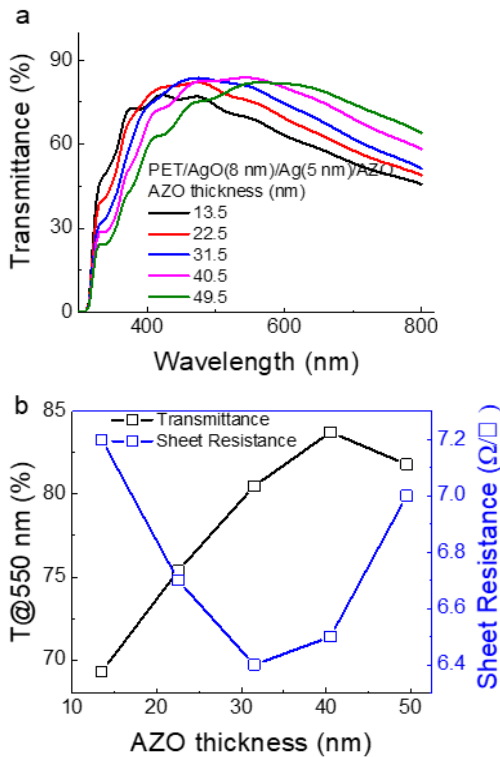 a
Transmittance (%)
90
60
30
0
PET/AgO(8 nm)/Ag(5 nm)/AZO
AZO thickness (nm)
13.5
22.5
31.5
40.5
49.5
400
600
800
Wavelength (nm)
b
Transmittance
Sheet Resistance
T@550 nm (%)
85
80
75
70
7.2
7.0
6.8
6.6
6.4
Sheet Resistance (Ω/□)
10
20
30
40
50
AZO thickness (nm)